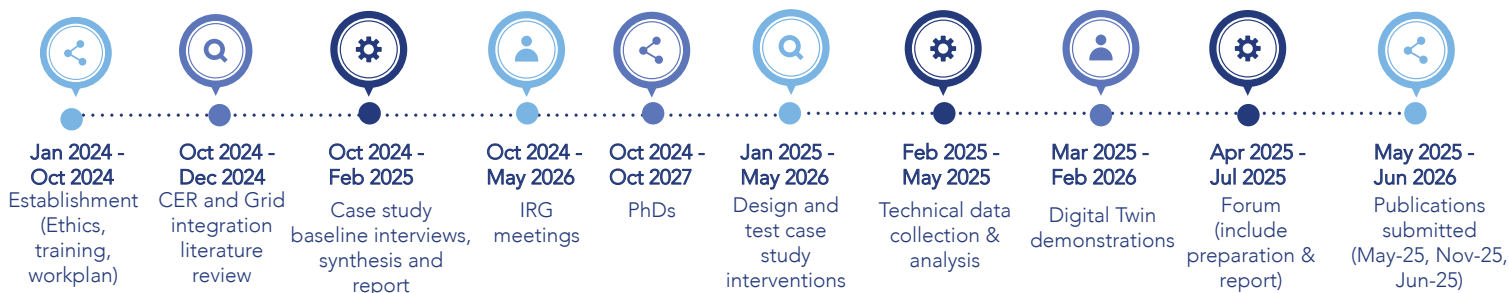 Jan 2024 -
Oct 2024
Establishment
(Ethics,
training,
workplan)
Oct 2024 -
Dec 2024
CER and Grid
integration
literature
review
Oct 2024 -
Feb 2025
Case study
baseline interviews,
synthesis and
report
Oct 2024 -
May 2026
IRG
meetings
Oct 2024 -
Oct 2027
PhDs
Jan 2025 -
May 2026
Design and
test case
study
interventions
Feb 2025 -
May 2025
Technical data
collection &
analysis
Mar 2025 -
Feb 2026
Digital Twin
demonstrations
Apr 2025 -
Jul 2025
Forum
(include
preparation &
report)
May 2025 -
Jun 2026
Publications
submitted
(May-25, Nov-25,
Jun-25)